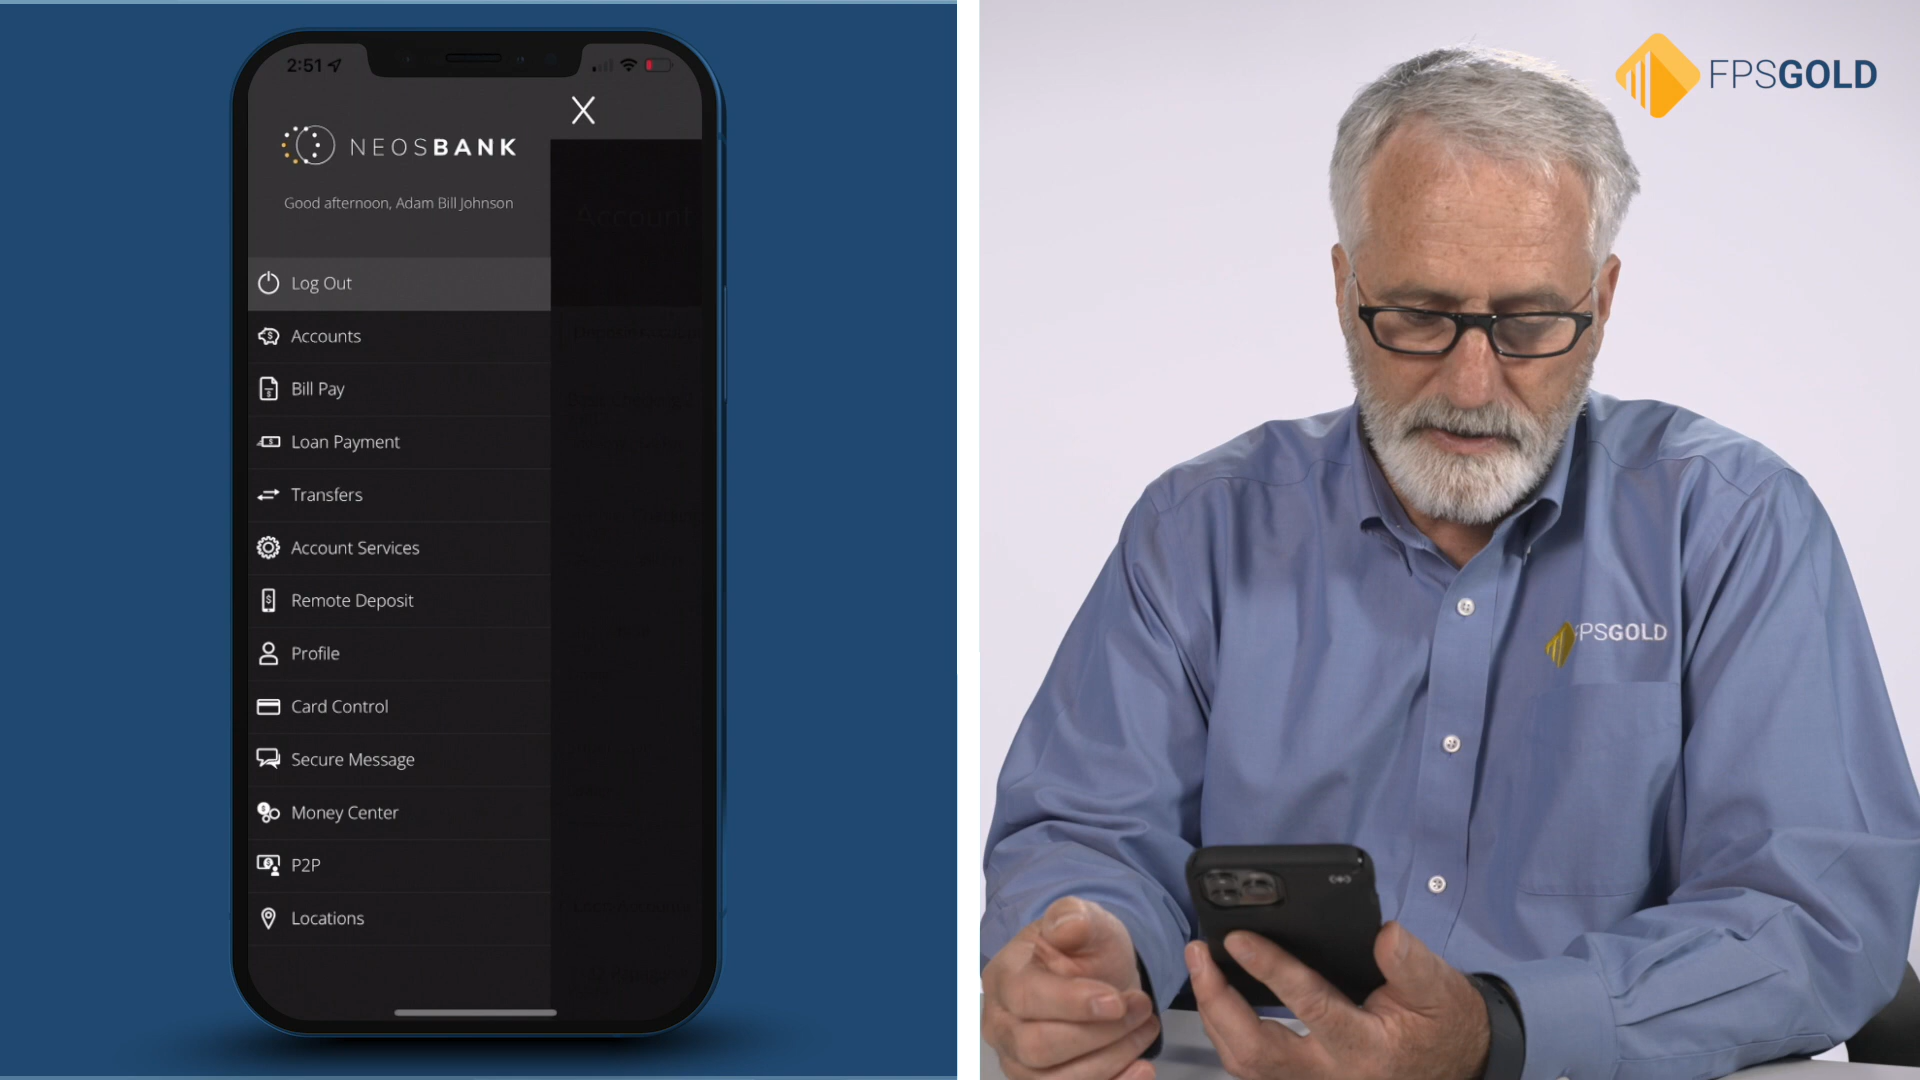 2:51
NEOSBANK
Good afternoon, Adam Bill Johnson
Account
Log Out
Accounts
Bill Pay
Loan Payment
Transfers
Account Services
Remote Deposit
Profile
Card Control
Secure Message
Money Center
P2P
Locations
FPSGOLD
FPSGOLD